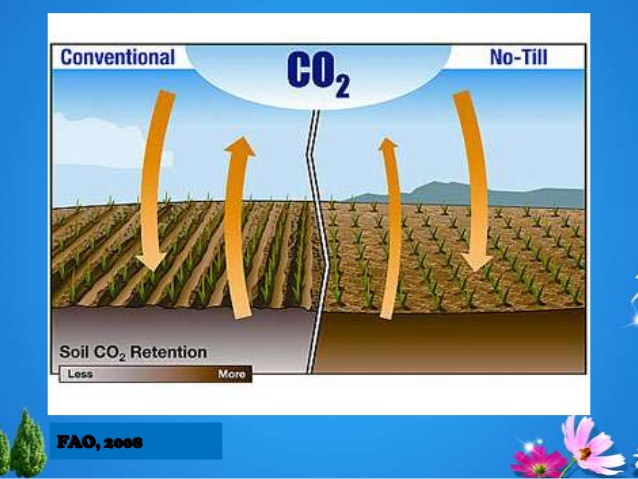 Conventional
CO₂
No-Till
Soil CO₂ Retention
Less More
FAO, 2008